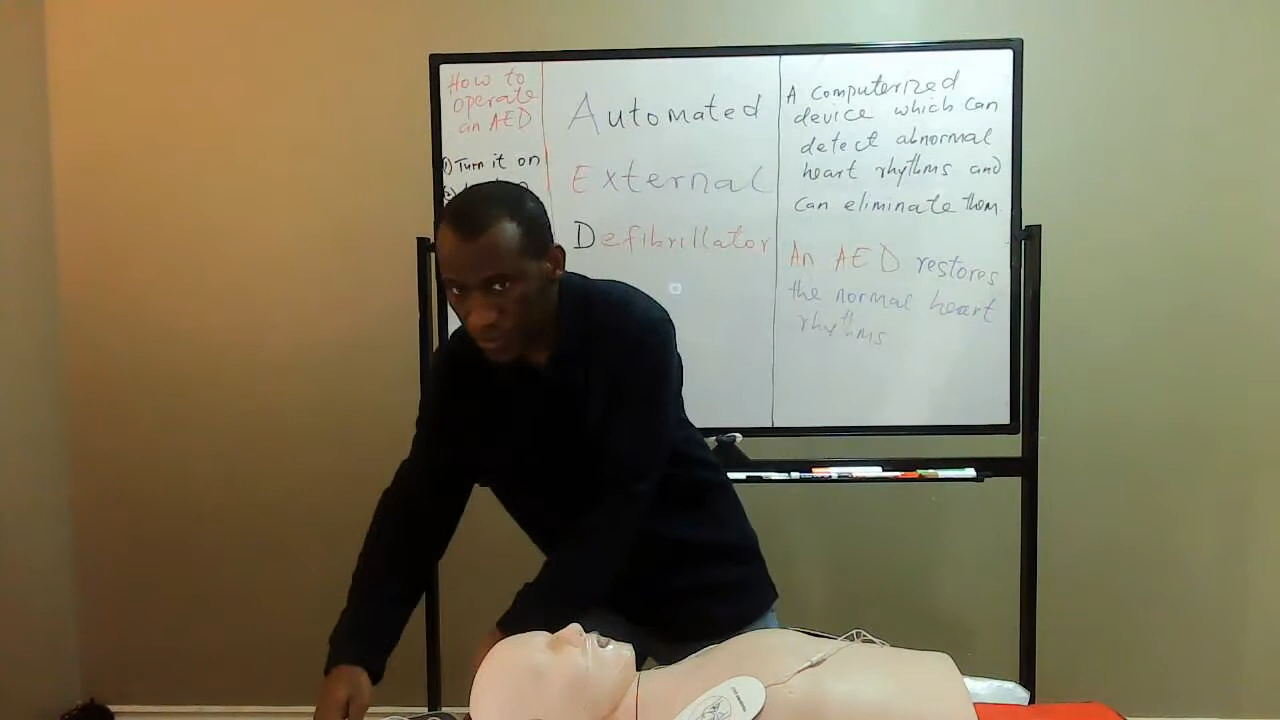 How to
operate
an AED
(1) Turn it on
(2)
Automated
External
Defibrillator
A computerized
device which can
detect abnormal
heart rhythms and
can eliminate them
An AED restores
the normal heart
rhythms